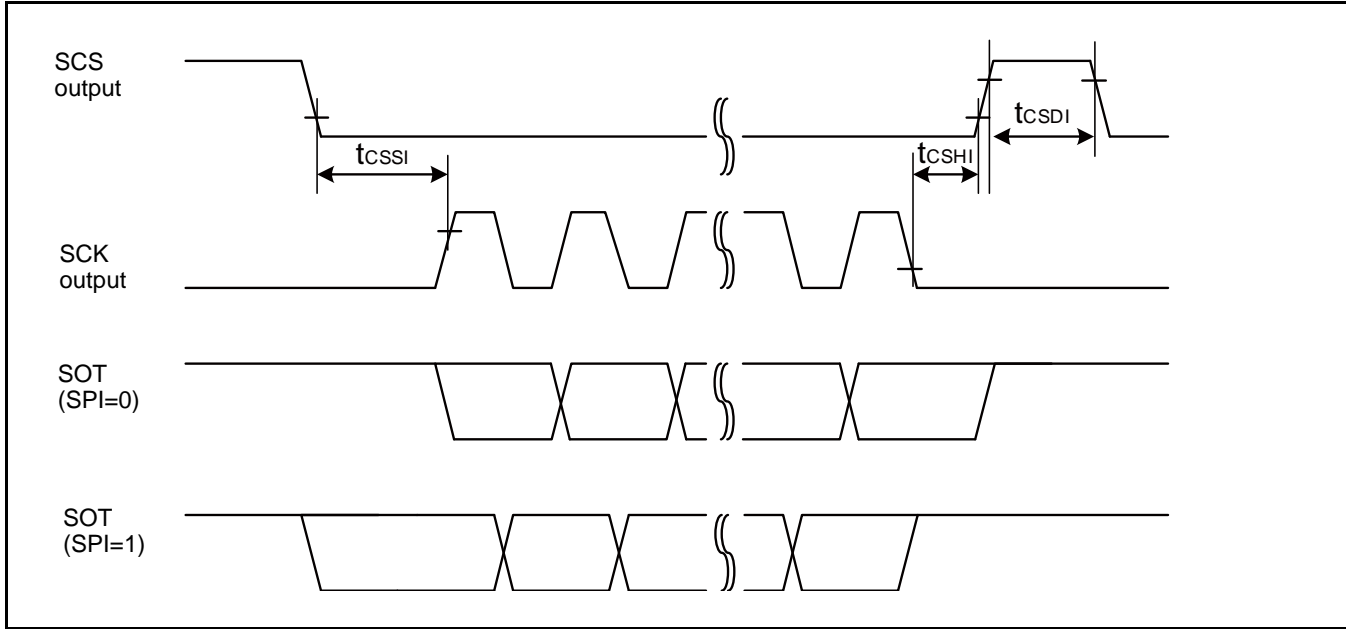 SCS
output
tCSDI
tCSSI
tCSHI
SCK
output
SOT
(SPI=0)
SOT
(SPI=1)